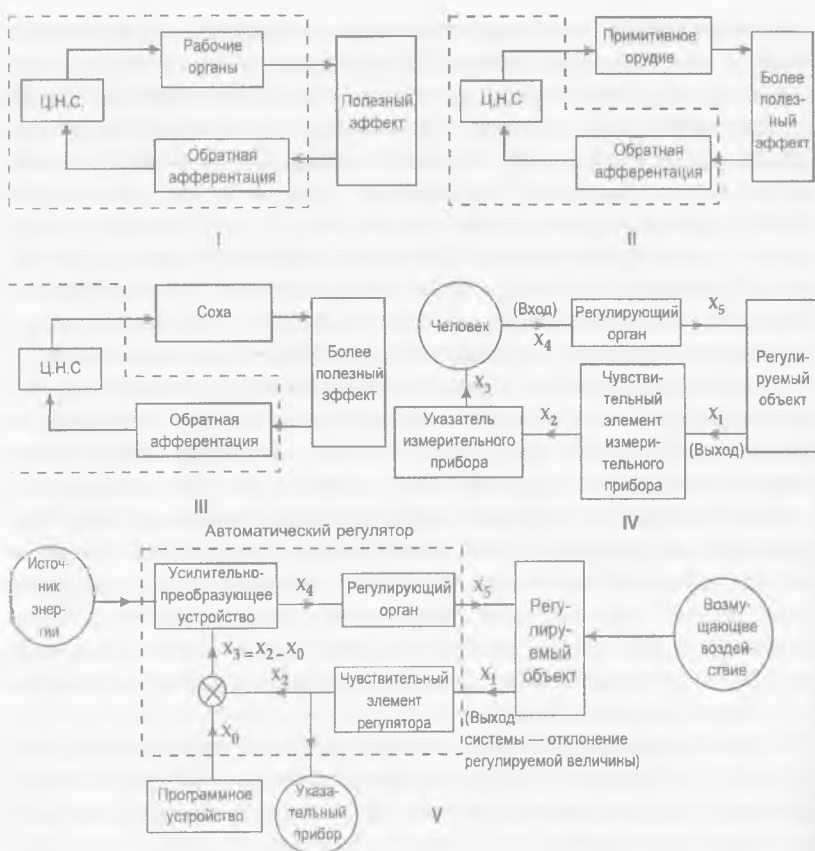 Рабочие
органы
Ц.Н.С.
Полезный
эффект
Обратная
афферентация
I
Примитивное
орудие
Ц,Н.С
Более
полез-
ный
эффект
Обратная
афферентация
II
Соха
Ц.Н.С
Более
полезный
эффект
Обратная
афферентация
III
Человек
(Вход)
X4
Регулирующий
орган
X5
Регули-
руемый
объект
X3
Указатель
измерительного
прибора
X2
Чувстви-
тельный
элемент
измери-
тельного
прибора
X1
(Выход)
IV
Автоматический регулятор
Источ-
ник
энер-
гии
Усилительно-
преобразующее
устройство
X4
Регулирующий
орган
X5
Регу-
лируе-
мый
объект
Возму-
щающее
воздей-
ствие
X3 = X2 – X0
X2
Чувствительный
элемент
регулятора
X1
(Выход
системы — отклонение
регулируемой величины)
X0
Программное
устройство
Указа-
тельный
прибор
V